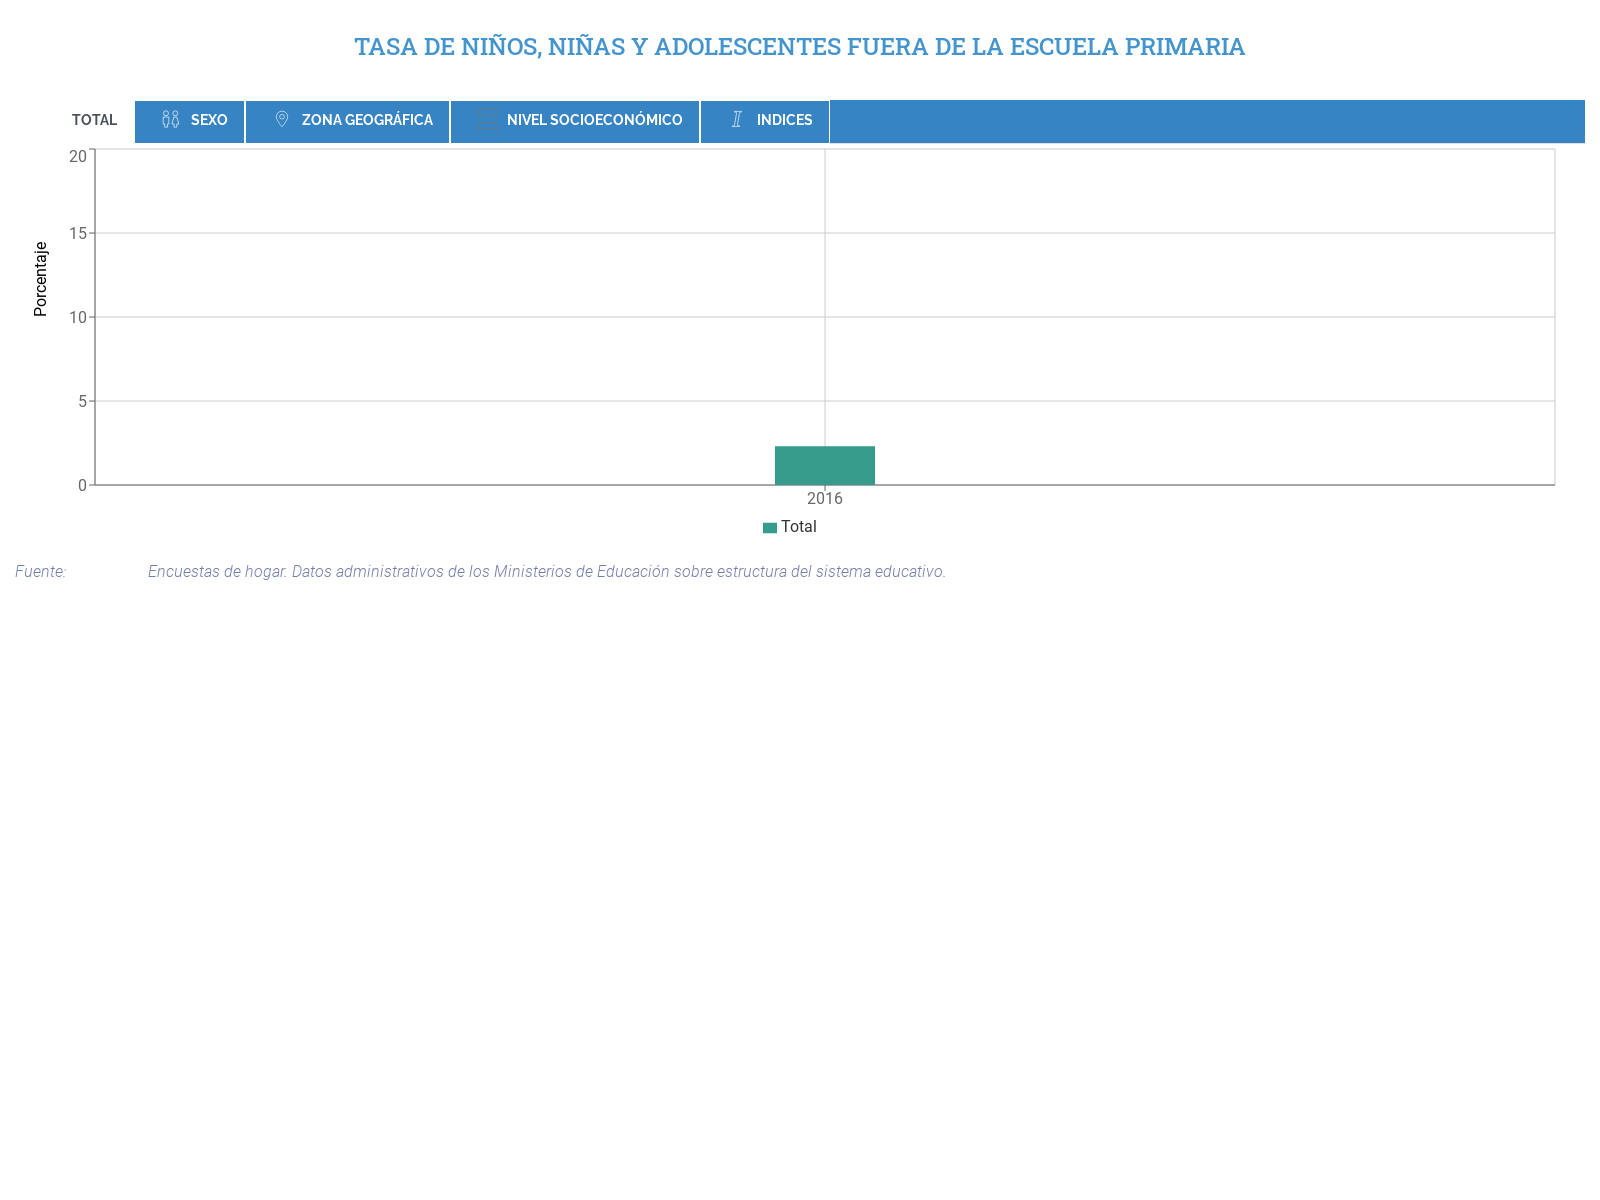 TASA DE NIÑOS, NIÑAS Y ADOLESCENTES FUERA DE LA ESCUELA PRIMARIA
TOTAL SEXO ZONA GEOGRÁFICA NIVEL SOCIOECONÓMICO INDICES
20
15
Porcentaje
10
5
0
2016
Total
Fuente: Encuestas de hogar. Datos administrativos de los Ministerios de Educación sobre estructura del sistema educativo.